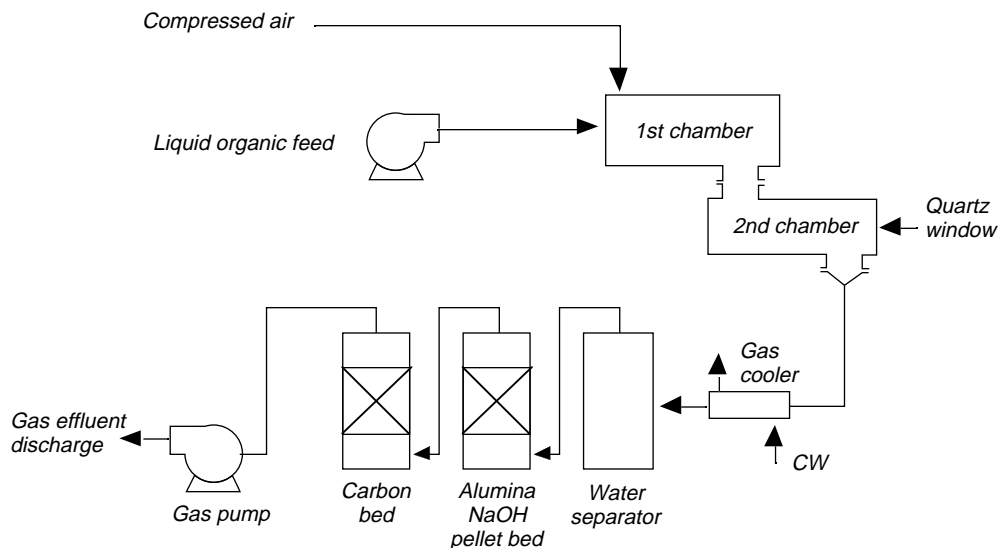 Compressed air
Liquid organic feed
1st chamber
2nd chamber
Quartz
window
Gas
cooler
CW
Gas effluent
discharge
Gas pump
Carbon
bed
Alumina
NaOH
pellet bed
Water
separator